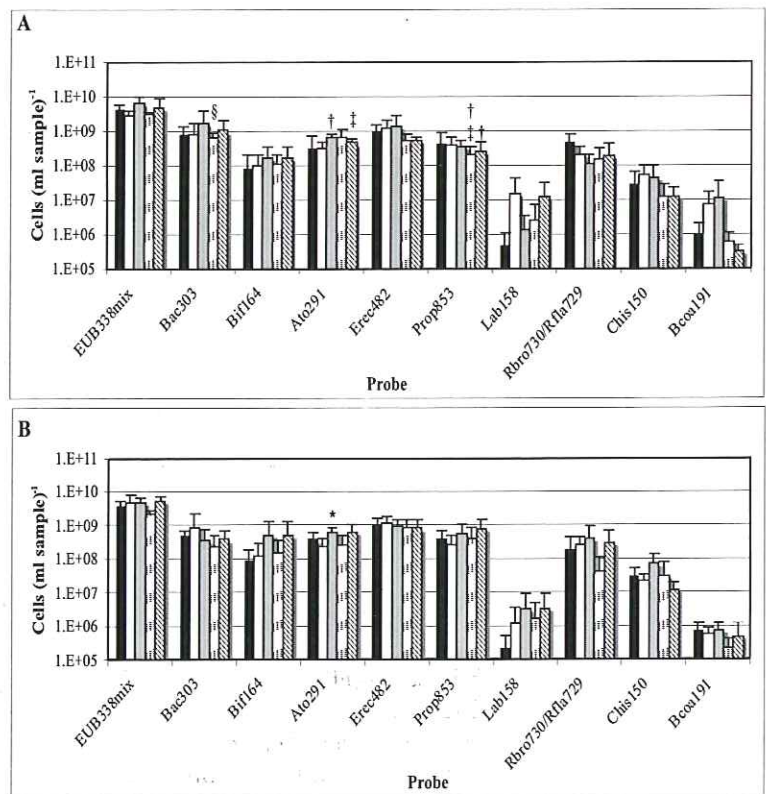 A
1.E+11
1.E+10
1.E+09
1.E+08
1.E+07
1.E+06
1.E+05
Cells (ml sample)⁻¹
§
†
‡
†
‡
†
EUB338mix
Bac303
Bif164
Ato291
Erec482
Prop853
Lab158
Rbro730/Rfla729
Chis150
Bcoa191
Probe
B
1.E+11
1.E+10
1.E+09
1.E+08
1.E+07
1.E+06
1.E+05
Cells (ml sample)⁻¹
*
EUB338mix
Bac303
Bif164
Ato291
Erec482
Prop853
Lab158
Rbro730/Rfla729
Chis150
Bcoa191
Probe